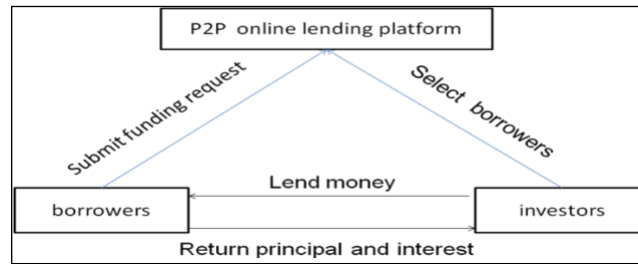 P2P online lending platform
Submit funding request
Select borrowers
Lend money
borrowers
investors
Return principal and interest